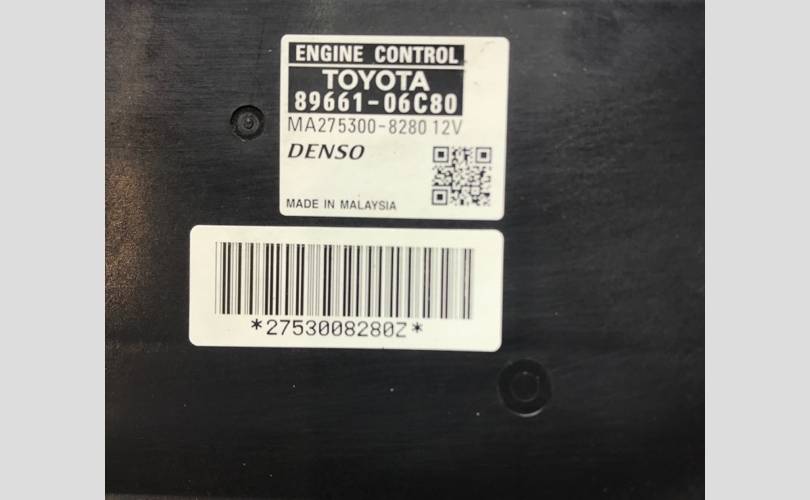 ENGINE CONTROL
TOYOTA
89661-06C80
MA275300-8280 12V
DENSO
MADE IN MALAYSIA
*2753008280Z*